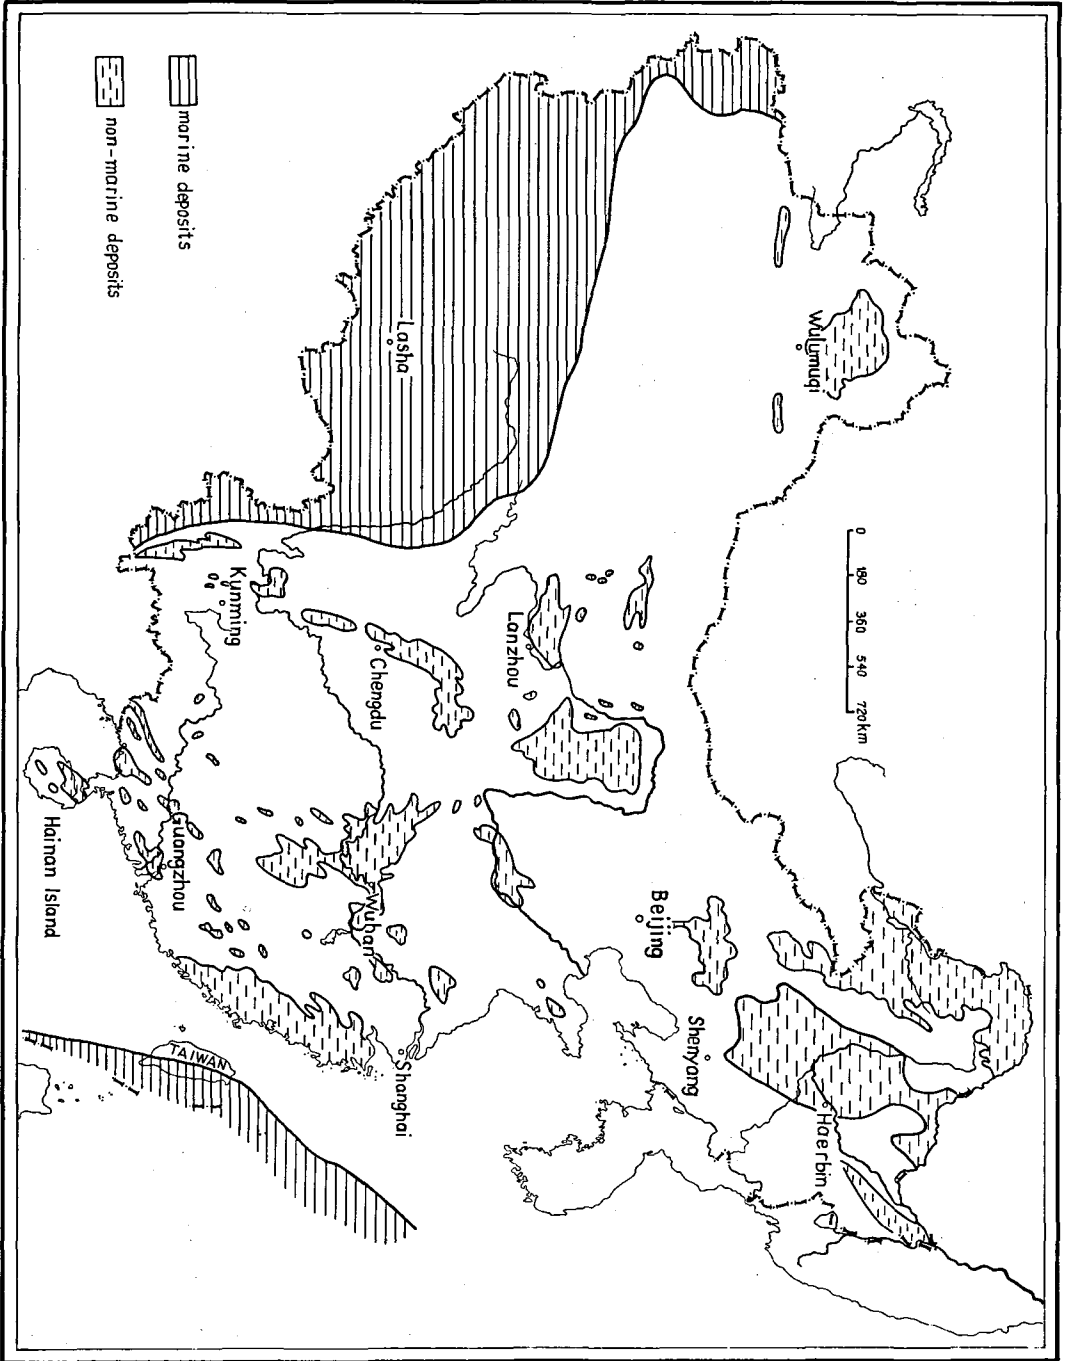 Wulumuqi
Haerbin
Shenyang
Beijing
Lanzhou
Lasha
Chengdu
Wuhan
Shanghai
Kunming
Guangzhou
TAIWAN
Hainan Island
0 180 360 540 720km
marine deposits
non-marine deposits